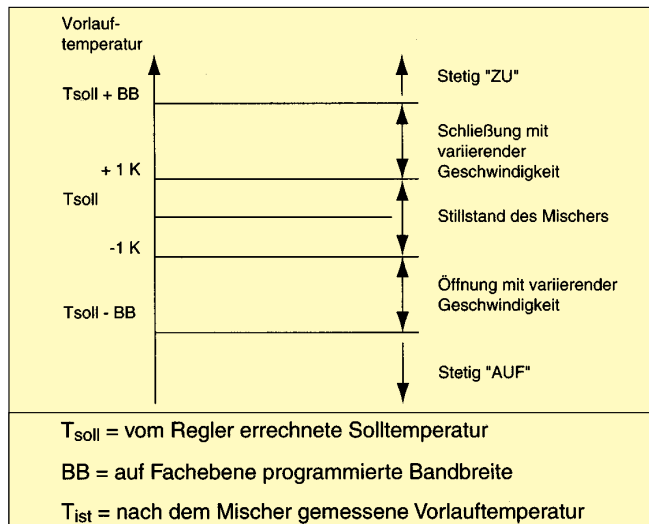 Vorlauf-
temperatur
Tsoll + BB
+ 1 K
Tsoll
-1 K
Tsoll - BB
Stetig "ZU"
Schließung mit
variierender
Geschwindigkeit
Stillstand des Mischers
Öffnung mit variierender
Geschwindigkeit
Stetig "AUF"
Tsoll = vom Regler errechnete Solltemperatur
BB = auf Fachebene programmierte Bandbreite
Tist = nach dem Mischer gemessene Vorlauftemperatur